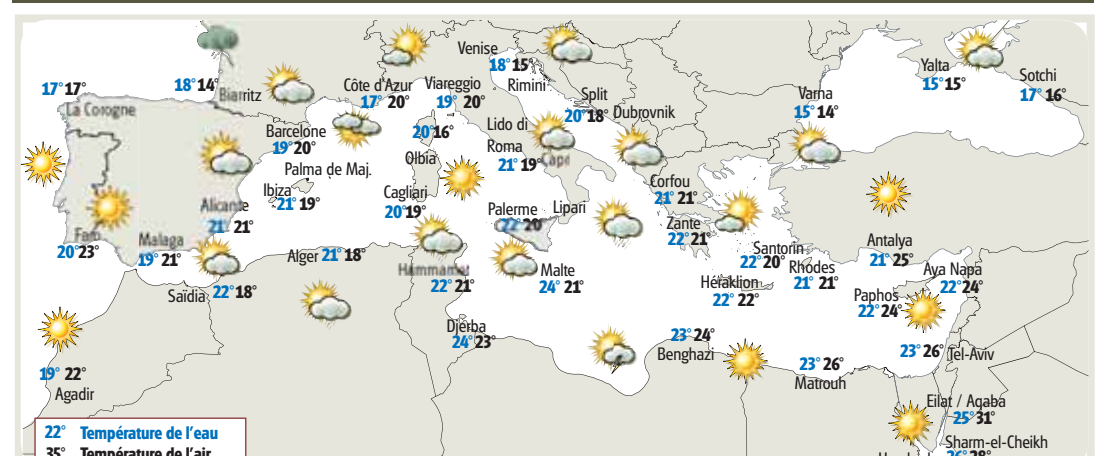 Venise
18° 15°
Rimini
Yalta
15° 15°
Sotchi
17° 16°
17° 17°
La Corogne
18° 14°
Biarritz
Côte d'Azur
17° 20°
Viareggio
19° 20°
Split
20° 18°
Dubrovnik
Varna
15° 14°
Barcelone
19° 20°
20° 16°
Olbia
Lido di
Roma
21° 19°
Capri
Palma de Maj.
Ibiza
21° 19°
Cagliari
20° 19°
Corfou
21° 21°
Alicante
21° 21°
Palerme
22° 20°
Lipari
Zante
22° 21°
Faro
20° 23°
Malaga
19° 21°
Alger 21° 18°
Santorin
22° 20°
Antalya
21° 25°
Hammamet
22° 21°
Malte
24° 21°
Héraklion
22° 22°
Rhodes
21° 21°
Aya Napa
22° 24°
Saïdia 22° 18°
Paphos
22° 24°
Djerba
24° 23°
23° 24°
Benghazi
23° 26°
Matrouh
23° 26° Tel-Aviv
19° 22°
Agadir
Eilat / Aqaba
25° 31°
Sharm-el-Cheikh
26° 28°
22° Température de l'eau
35° Température de l'air